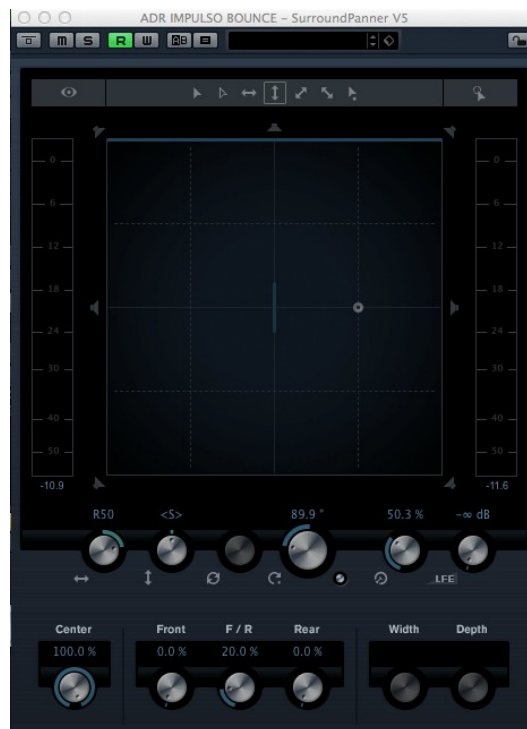 ADR IMPULSO BOUNCE – SurroundPanner V5
M S R W AB
0 0
6 6
12 12
18 18
24 24
30 30
40 40
50 50
-10.9 -11.6
R50 <S> 89.9 ° 50.3 % -∞ dB
LFE
Center Front F / R Rear Width Depth
100.0 % 0.0 % 20.0 % 0.0 %